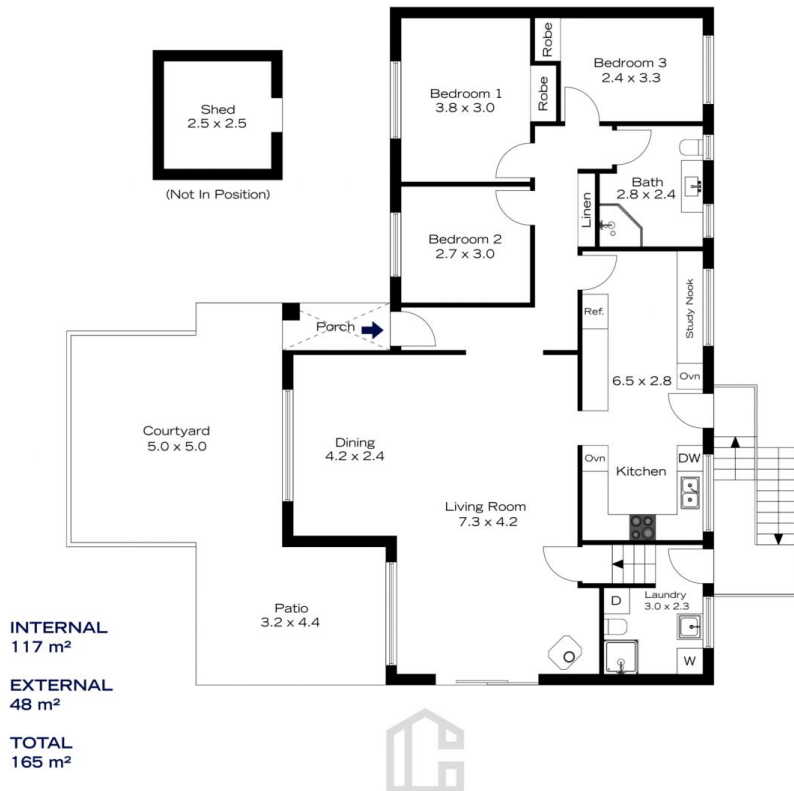 Shed
2.5 x 2.5
(Not In Position)
Bedroom 1
3.8 x 3.0
Robe
Robe
Bedroom 3
2.4 x 3.3
Bath
2.8 x 2.4
Linen
Bedroom 2
2.7 x 3.0
Porch
Ref.
Study Nook
Ovn
6.5 x 2.8
Courtyard
5.0 x 5.0
Dining
4.2 x 2.4
Ovn
DW
Kitchen
Living Room
7.3 x 4.2
Patio
3.2 x 4.4
D
Laundry
3.0 x 2.3
W
INTERNAL
117 m²
EXTERNAL
48 m²
TOTAL
165 m²